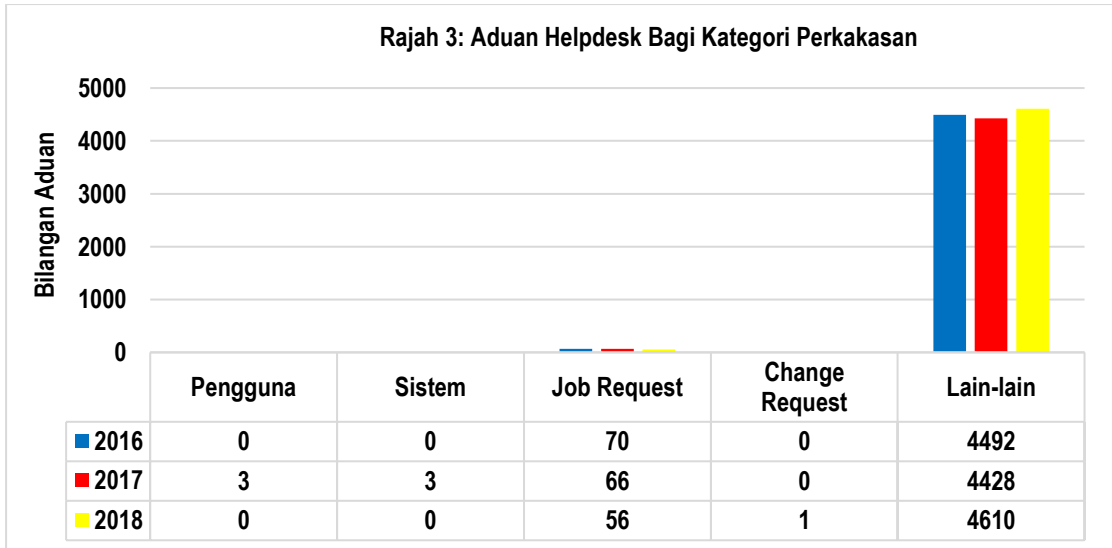 Rajah 3: Aduan Helpdesk Bagi Kategori Perkakasan
Bilangan Aduan
5000
4000
3000
2000
1000
0
Pengguna Sistem Job Request Change Request Lain-lain
2016 0 0 70 0 4492
2017 3 3 66 0 4428
2018 0 0 56 1 4610